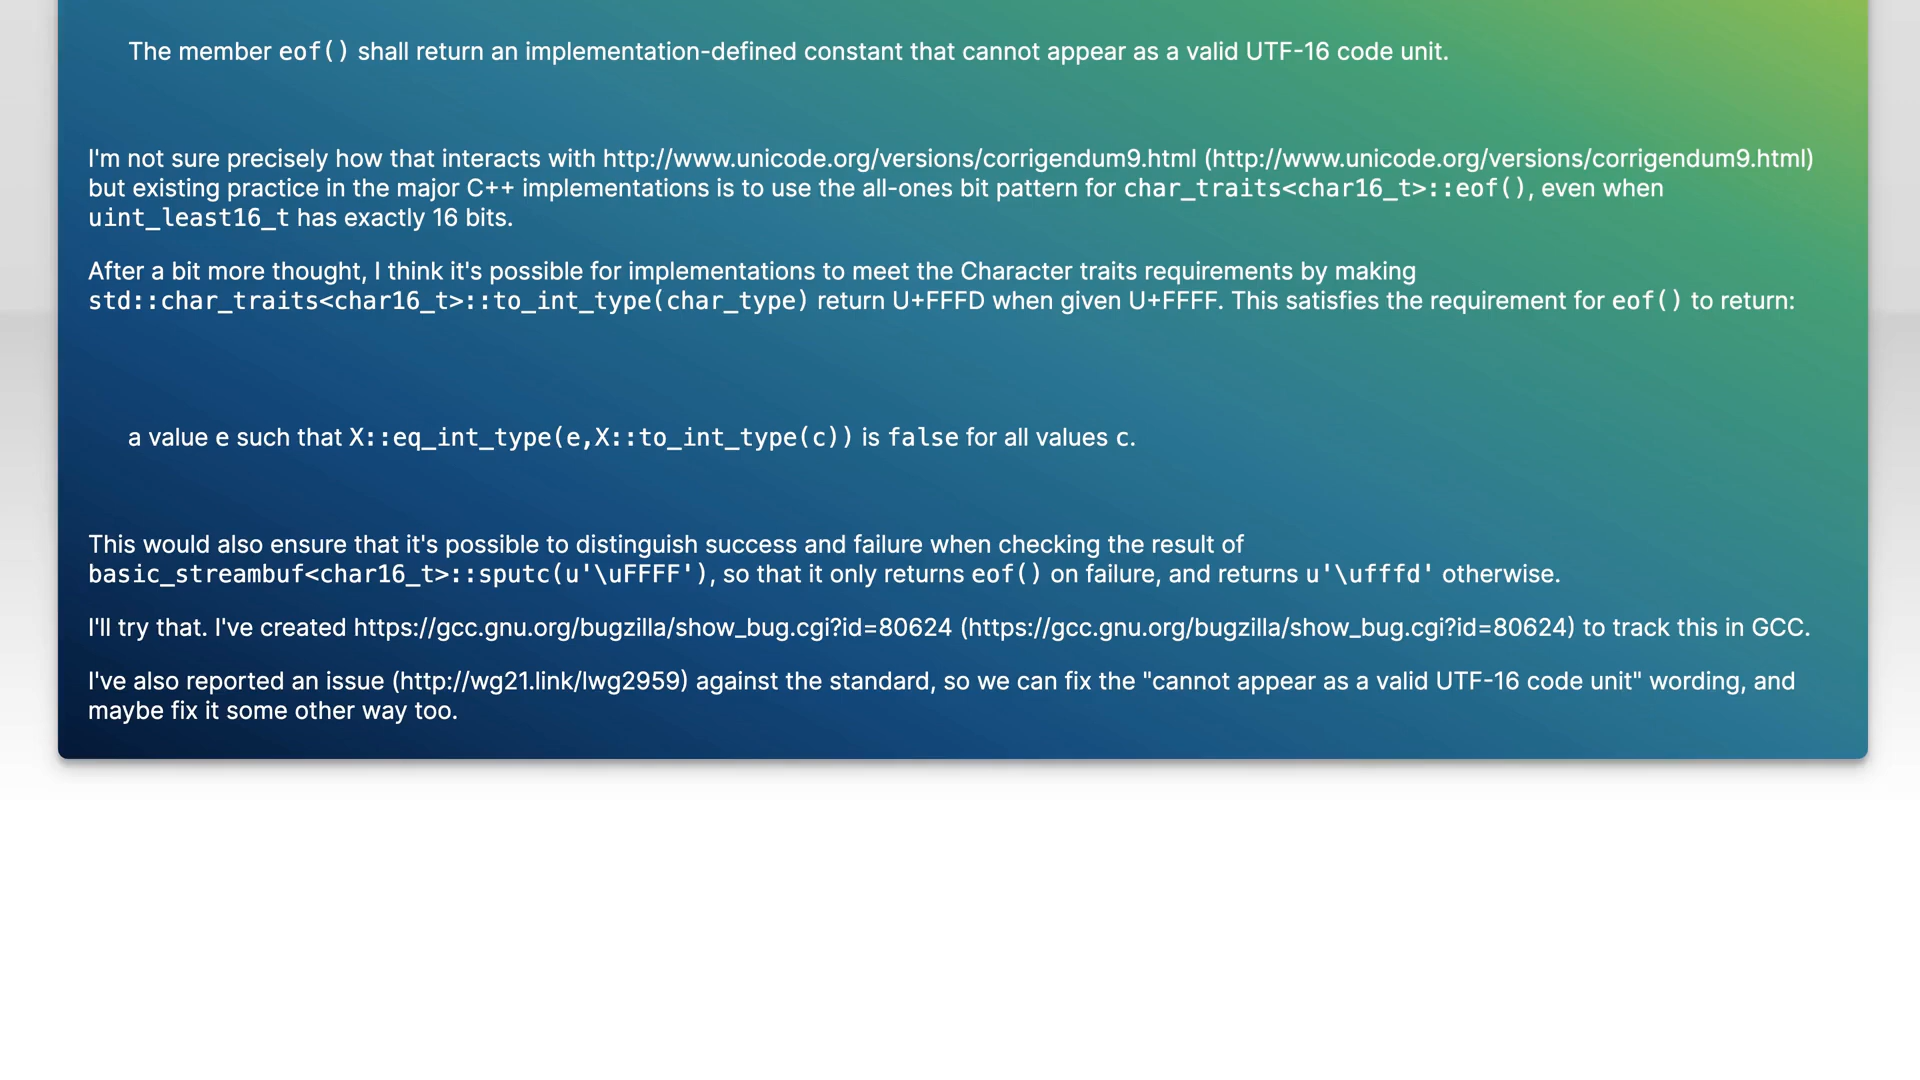 The member eof() shall return an implementation-defined constant that cannot appear as a valid UTF-16 code unit.
I'm not sure precisely how that interacts with http://www.unicode.org/versions/corrigendum9.html (http://www.unicode.org/versions/corrigendum9.html)
but existing practice in the major C++ implementations is to use the all-ones bit pattern for char_traits<char16_t>::eof(), even when
uint_least16_t has exactly 16 bits.
After a bit more thought, I think it's possible for implementations to meet the Character traits requirements by making
std::char_traits<char16_t>::to_int_type(char_type) return U+FFFD when given U+FFFF. This satisfies the requirement for eof() to return:
a value e such that X::eq_int_type(e,X::to_int_type(c)) is false for all values c.
This would also ensure that it's possible to distinguish success and failure when checking the result of
basic_streambuf<char16_t>::sputc(u'\uFFFF'), so that it only returns eof() on failure, and returns u'\ufffd' otherwise.
I'll try that. I've created https://gcc.gnu.org/bugzilla/show_bug.cgi?id=80624 (https://gcc.gnu.org/bugzilla/show_bug.cgi?id=80624) to track this in GCC.
I've also reported an issue (http://wg21.link/lwg2959) against the standard, so we can fix the "cannot appear as a valid UTF-16 code unit" wording, and
maybe fix it some other way too.